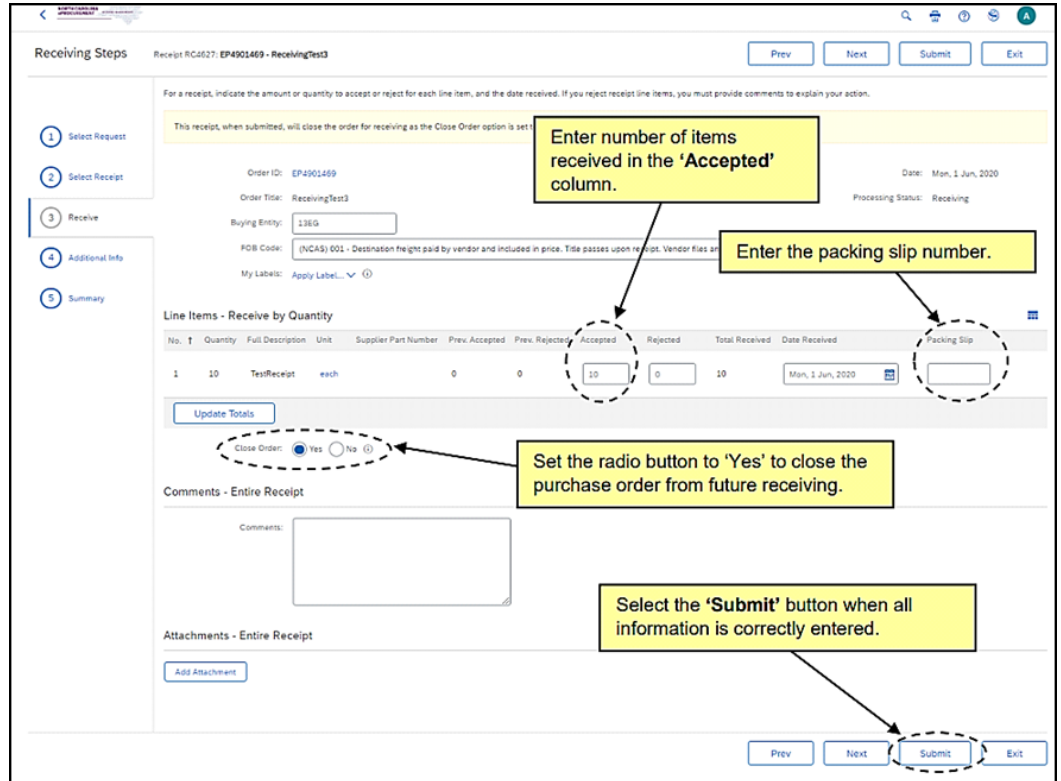 NORTH CAROLINA
ePROCUREMENT
A
Receiving Steps
Receipt RC4627: EP4901469 - ReceivingTest3
Prev
Next
Submit
Exit
For a receipt, indicate the amount or quantity to accept or reject for each line item, and the date received. If you reject receipt line items, you must provide comments to explain your action.
This receipt, when submitted, will close the order for receiving as the Close Order option is set t
1 Select Request
2 Select Receipt
3 Receive
4 Additional Info
5 Summary
Enter number of items
received in the ‘Accepted’
column.
Order ID: EP4901469
Date: Mon, 1 Jun, 2020
Order Title: ReceivingTest3
Processing Status: Receiving
Buying Entity: 13EG
FOB Code: (NCAS) 001 - Destination freight paid by vendor and included in price. Title passes upon receipt. Vendor files an
My Labels: Apply Label...
Enter the packing slip number.
Line Items - Receive by Quantity
No. ↑ Quantity Full Description Unit Supplier Part Number Prev. Accepted Prev. Rejected Accepted Rejected Total Received Date Received Packing Slip
1 10 TestReceipt each 0 0 10 0 10 Mon, 1 Jun, 2020
Update Totals
Close Order: Yes No
Set the radio button to ‘Yes’ to close the
purchase order from future receiving.
Comments - Entire Receipt
Comments:
Select the ‘Submit’ button when all
information is correctly entered.
Attachments - Entire Receipt
Add Attachment
Prev
Next
Submit
Exit